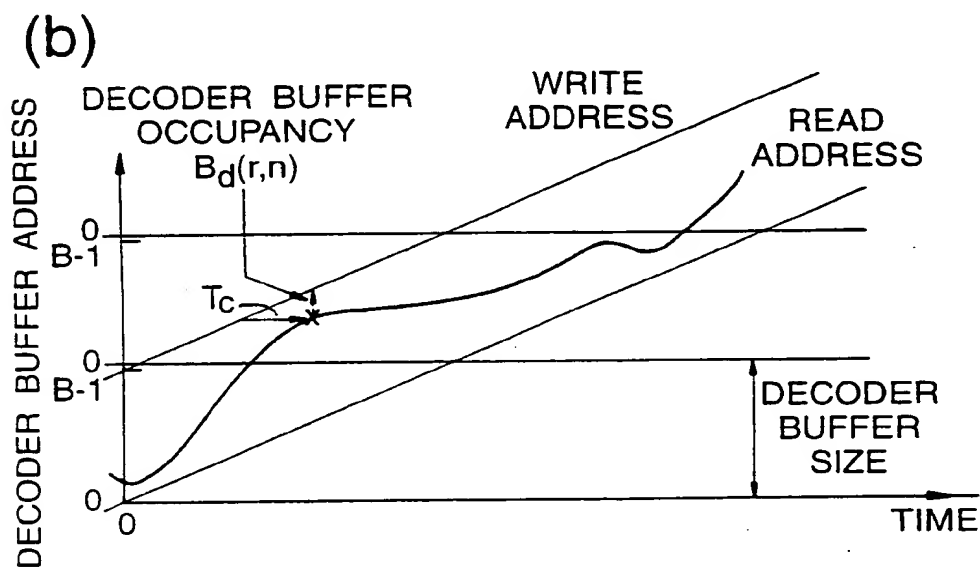 (b)
DECODER BUFFER
OCCUPANCY
Bd(r,n)
WRITE
ADDRESS
READ
ADDRESS
DECODER BUFFER ADDRESS
0
B-1
Tc
0
B-1
DECODER
BUFFER
SIZE
0
0
TIME